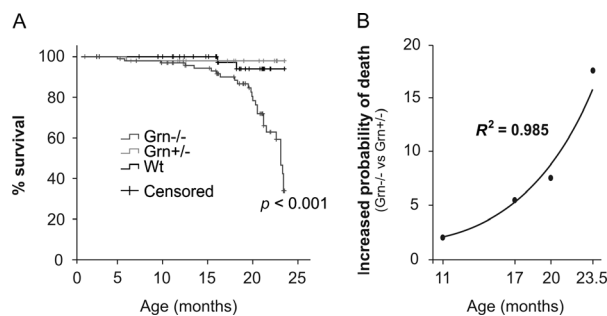 A
% survival
100
80
60
40
20
0
Grn-/-
Grn+/-
Wt
Censored
p < 0.001
0 5 10 15 20 25
Age (months)
B
Increased probability of death
(Grn-/- vs Grn+/-)
20
15
10
5
0
R² = 0.985
11 17 20 23.5
Age (months)